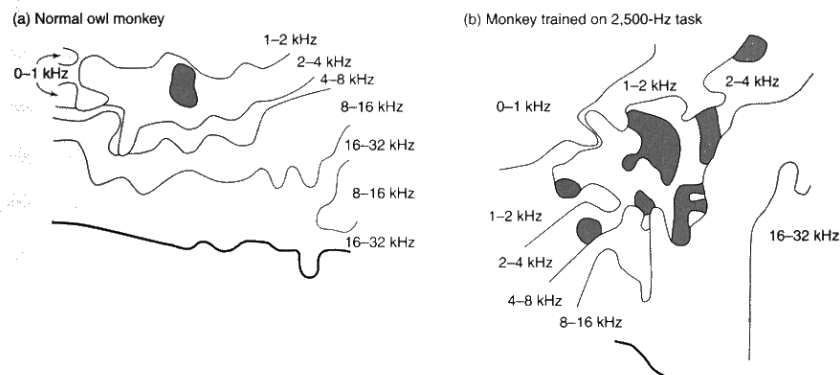 (a) Normal owl monkey
1–2 kHz
0–1 kHz
2–4 kHz
4–8 kHz
8–16 kHz
16–32 kHz
8–16 kHz
16–32 kHz
(b) Monkey trained on 2,500-Hz task
1–2 kHz
2–4 kHz
0–1 kHz
1–2 kHz
16–32 kHz
2–4 kHz
4–8 kHz
8–16 kHz